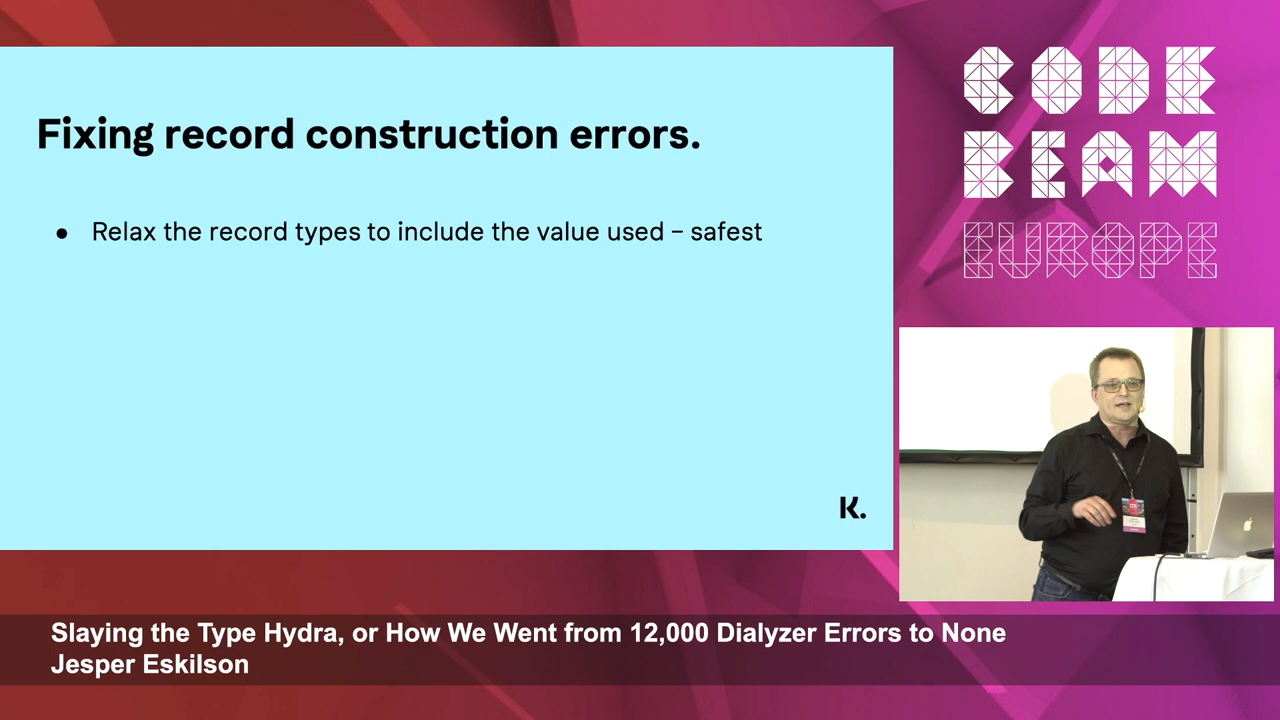 Fixing record construction errors.
● Relax the record types to include the value used – safest
K.
CODE
BEAM
EUROPE
Slaying the Type Hydra, or How We Went from 12,000 Dialyzer Errors to None
Jesper Eskilson